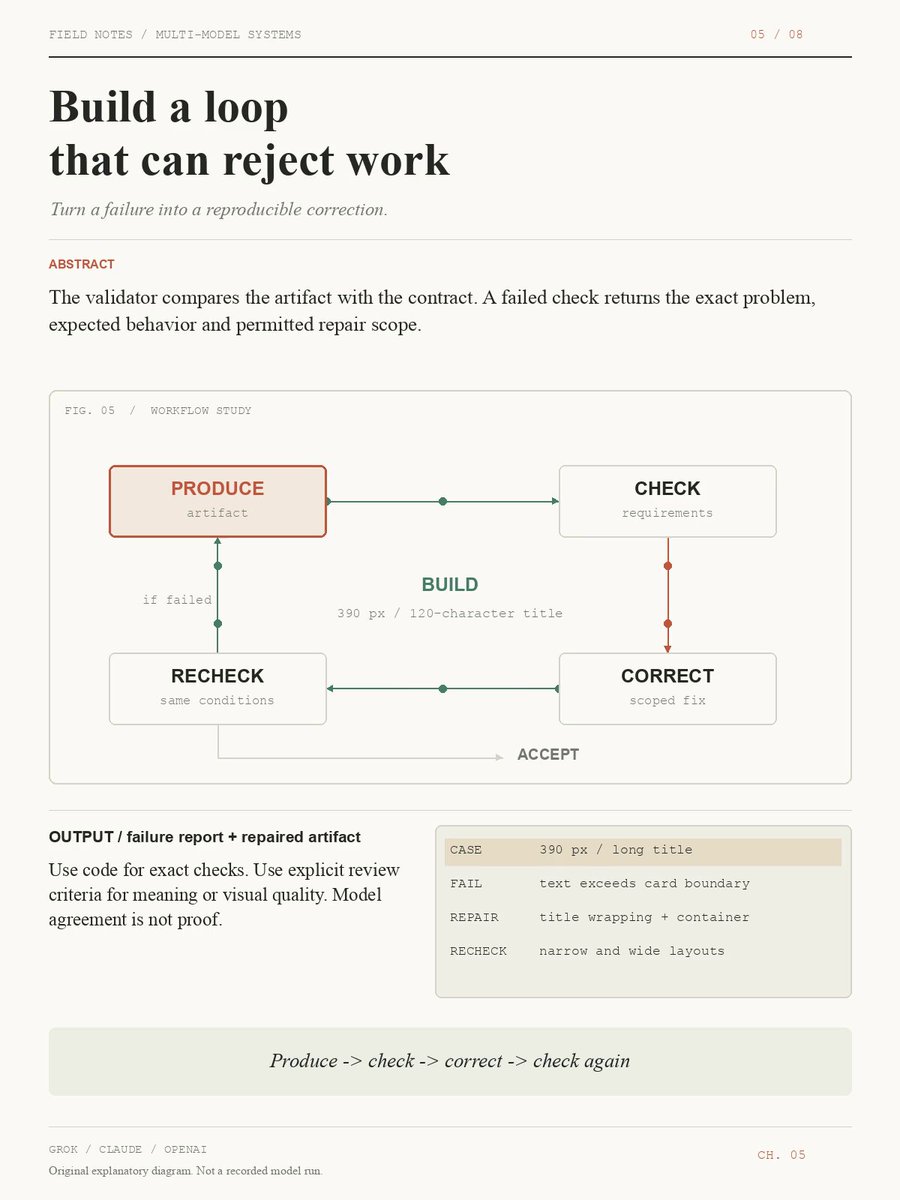 FIELD NOTES / MULTI-MODEL SYSTEMS
05 / 08
Build a loop
that can reject work
Turn a failure into a reproducible correction.
ABSTRACT
The validator compares the artifact with the contract. A failed check returns the exact problem,
expected behavior and permitted repair scope.
FIG. 05 / WORKFLOW STUDY
PRODUCE
artifact
CHECK
requirements
if failed
BUILD
390 px / 120-character title
RECHECK
same conditions
CORRECT
scoped fix
ACCEPT
OUTPUT / failure report + repaired artifact
Use code for exact checks. Use explicit review
criteria for meaning or visual quality. Model
agreement is not proof.
CASE 390 px / long title
FAIL text exceeds card boundary
REPAIR title wrapping + container
RECHECK narrow and wide layouts
Produce -> check -> correct -> check again
GROK / CLAUDE / OPENAI
Original explanatory diagram. Not a recorded model run.
CH. 05